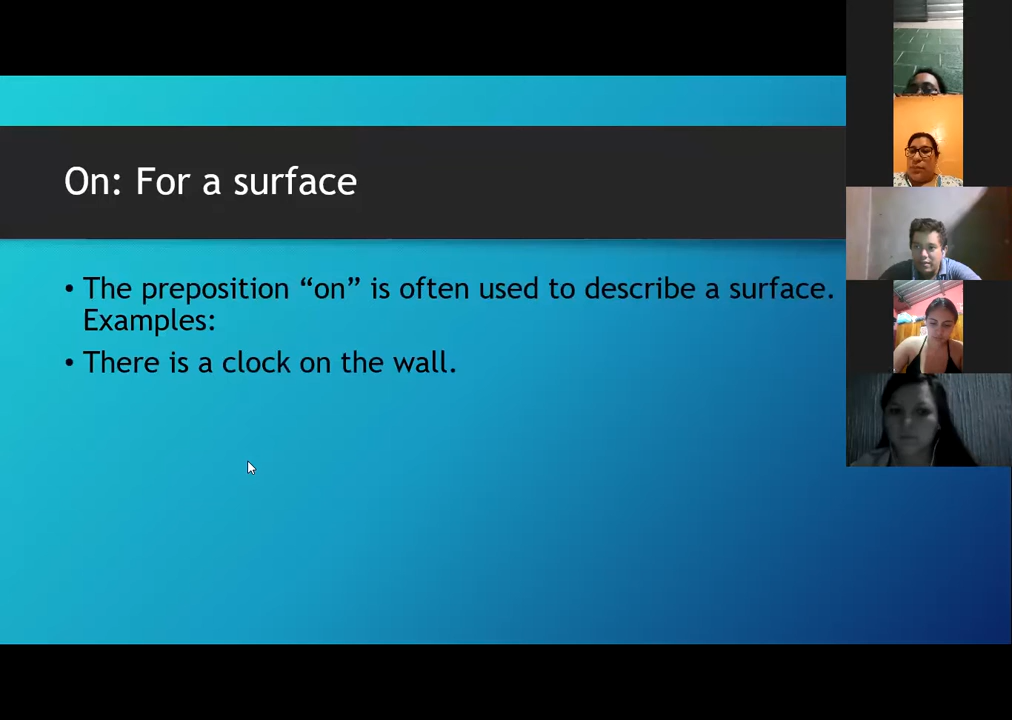 On: For a surface
• The preposition “on” is often used to describe a surface.
Examples:
• There is a clock on the wall.